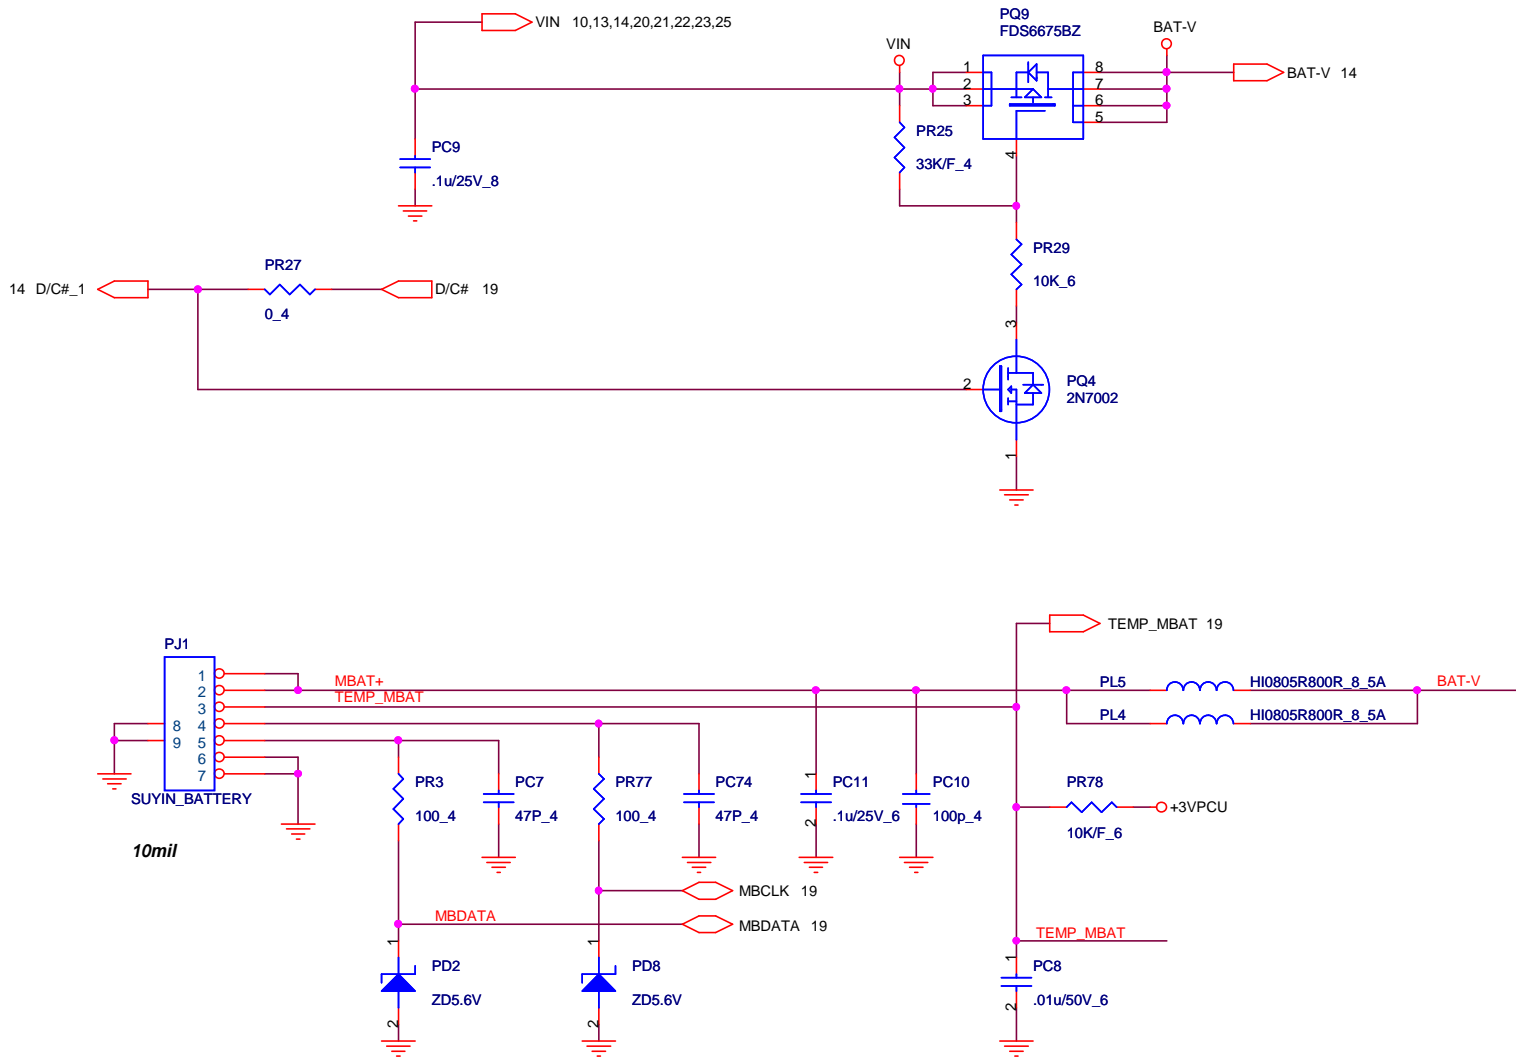 VIN 10,13,14,20,21,22,23,25
PQ9
FDS6675BZ
BAT-V
VIN
1
2
3
8
7
6
5
BAT-V 14
4
PR25
33K/F_4
PC9
.1u/25V_8
PR29
10K_6
PR27
0_4
14 D/C#_1
D/C# 19
3
2
1
PQ4
2N7002
PJ1
1
2
3
4
5
6
7
8
9
SUYIN_BATTERY
10mil
MBAT+
TEMP_MBAT
TEMP_MBAT 19
PL5
HI0805R800R_8_5A
BAT-V
PL4
HI0805R800R_8_5A
PR3
100_4
PC7
47P_4
PR77
100_4
PC74
47P_4
1
PC11
.1u/25V_6
2
PC10
100p_4
PR78
10K/F_6
+3VPCU
MBCLK 19
MBDATA
MBDATA 19
1
PD2
ZD5.6V
2
1
PD8
ZD5.6V
2
TEMP_MBAT
1
PC8
.01u/50V_6
2